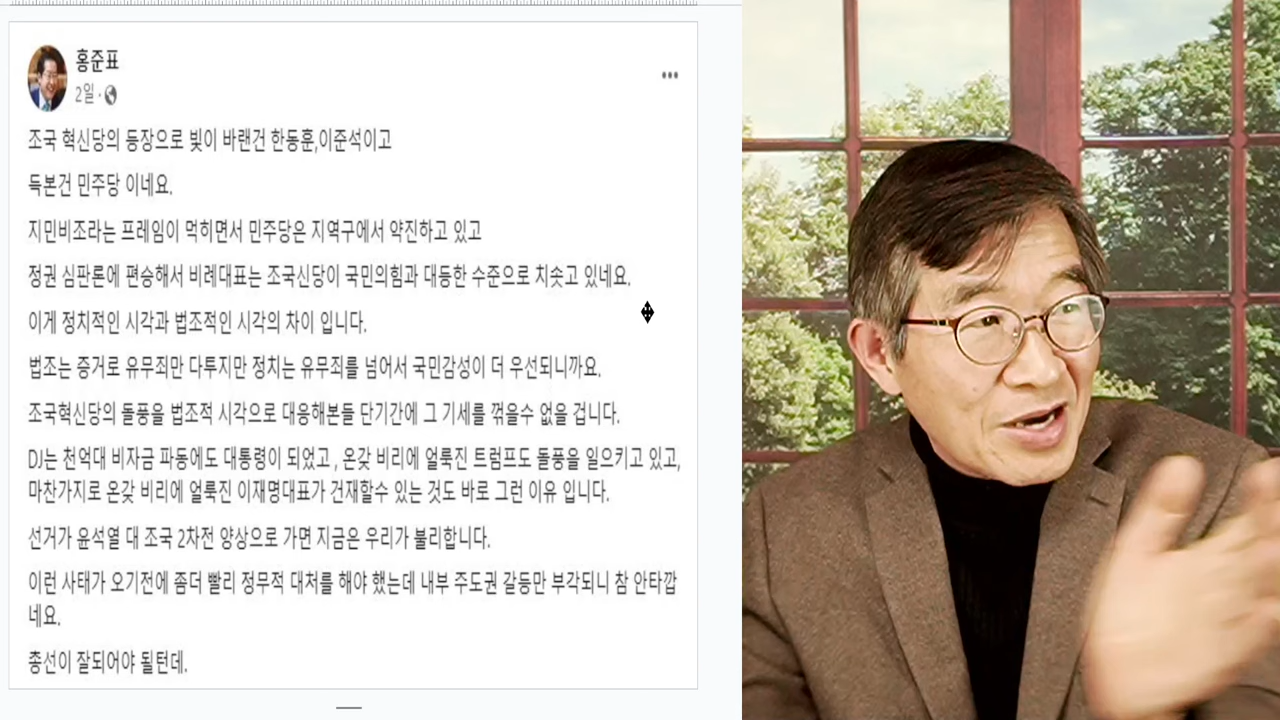 홍준표
2일 ·
조국 혁신당의 등장으로 빛이 바랜건 한동훈,이준석이고
득본건 민주당 이네요.
지민비조라는 프레임이 먹히면서 민주당은 지역구에서 약진하고 있고
정권 심판론에 편승해서 비례대표는 조국신당이 국민의힘과 대등한 수준으로 치솟고 있네요.
이게 정치적인 시각과 법조적인 시각의 차이 입니다.
법조는 증거로 유무죄만 다투지만 정치는 유무죄를 넘어서 국민감성이 더 우선되니까요.
조국혁신당의 돌풍을 법조적 시각으로 대응해본들 단기간에 그 기세를 꺾을수 없을 겁니다.
DJ는 천억대 비자금 파동에도 대통령이 되었고 , 온갖 비리에 얼룩진 트럼프도 돌풍을 일으키고 있고,
마찬가지로 온갖 비리에 얼룩진 이재명대표가 건재할수 있는 것도 바로 그런 이유 입니다.
선거가 윤석열 대 조국 2차전 양상으로 가면 지금은 우리가 불리합니다.
이런 사태가 오기전에 좀더 빨리 정무적 대처를 해야 했는데 내부 주도권 갈등만 부각되니 참 안타깝
네요.
총선이 잘되어야 될턴데.